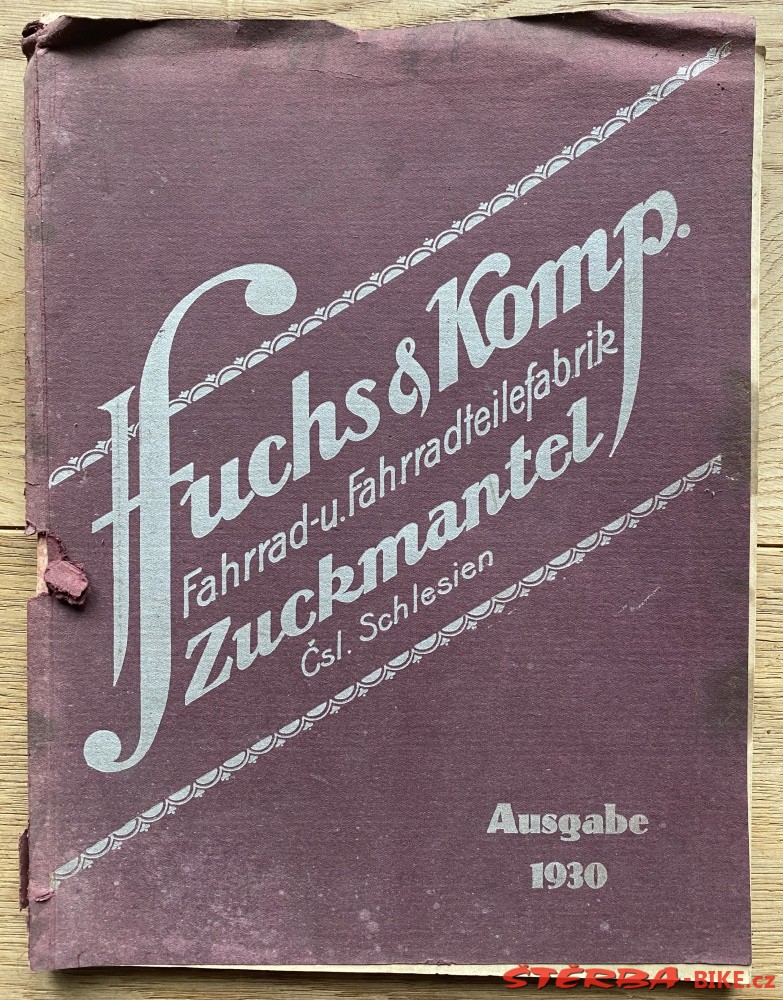 Fuchs & Komp.
Fahrrad-u. Fahrradteilefabrik
Zuckmantel
Čsl. Schlesien
Ausgabe
1930
ŠTĚRBA-BIKE.cz